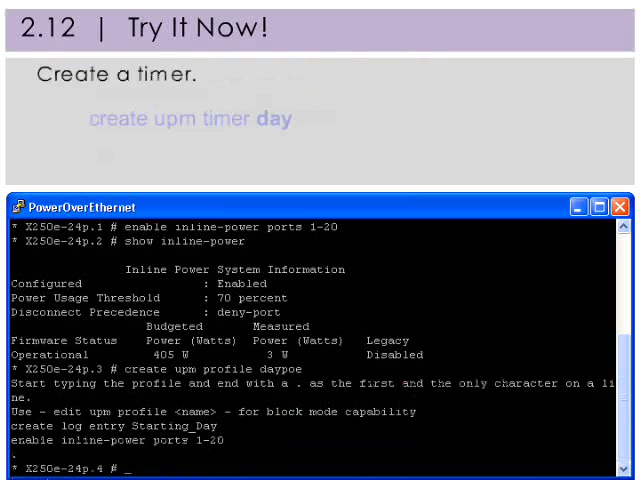 2.12 | Try It Now!
Create a timer.
create upm timer day
PowerOverEthernet
* X250e-24p.1 # enable inline-power ports 1-20
* X250e-24p.2 # show inline-power
Inline Power System Information
Configured : Enabled
Power Usage Threshold : 70 percent
Disconnect Precedence : deny-port
Budgeted Measured
Firmware Status Power (Watts) Power (Watts) Legacy
Operational 405 W 3 W Disabled
* X250e-24p.3 # create upm profile daypoe
Start typing the profile and end with a . as the first and the only character on a li
ne.
Use - edit upm profile <name> - for block mode capability
create log entry Starting_Day
enable inline-power ports 1-20
.
* X250e-24p.4 # _